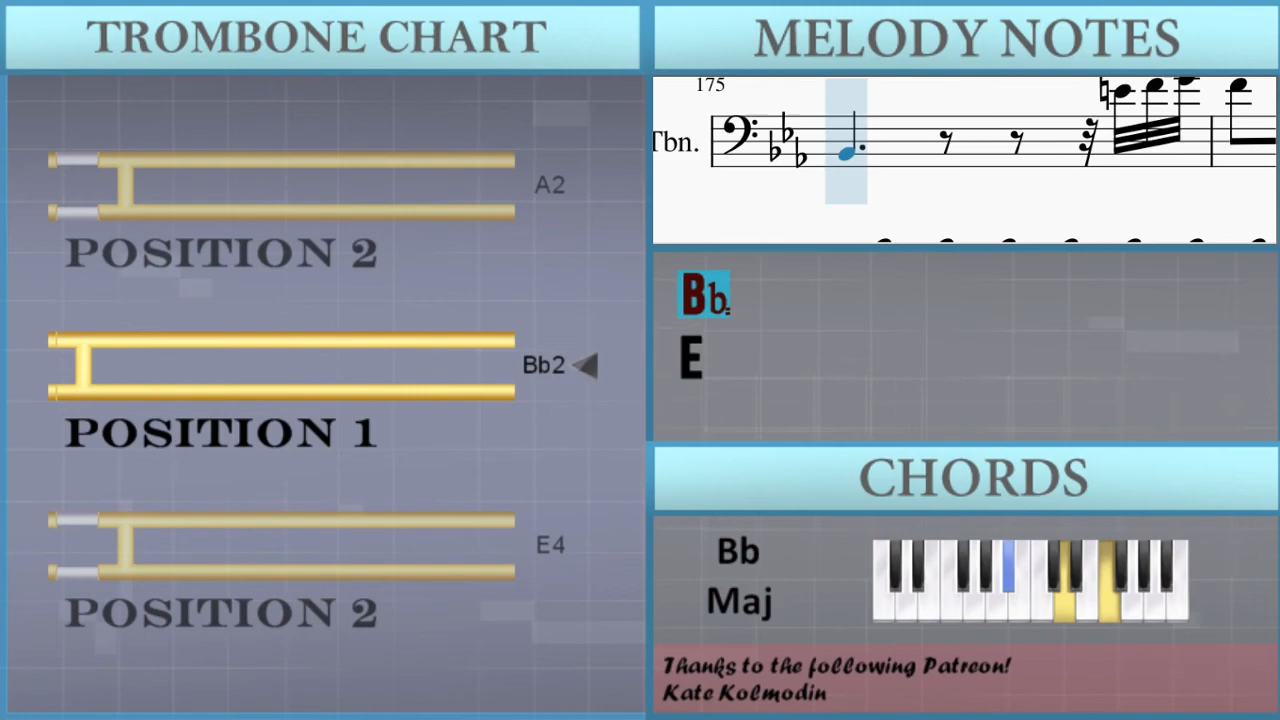 TROMBONE CHART
A2
POSITION 2
Bb2
POSITION 1
E4
POSITION 2
MELODY NOTES
175
Tbn.
Bb
E
CHORDS
Bb
Maj
Thanks to the following Patreon!
Kate Kolmodin